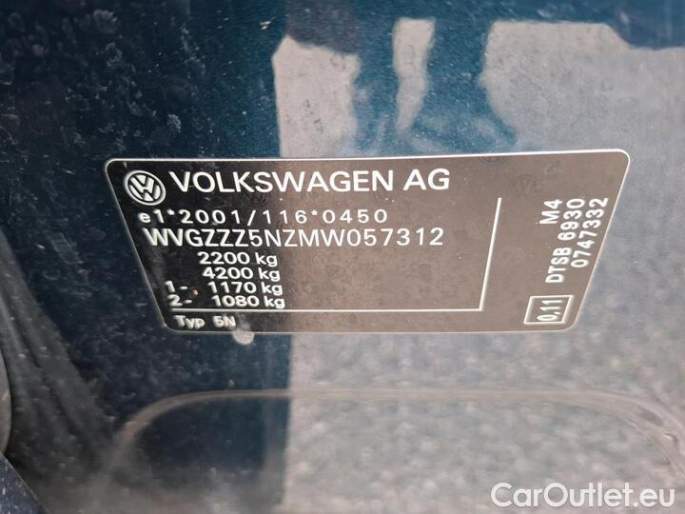 VOLKSWAGEN AG
e1*2001/116*0450
WVGZZZ5NZMW057312
2200 kg
4200 kg
1- 1170 kg
2- 1080 kg
Typ 5N
M4
DTSB 6930
0747332
0,11
CarOutlet.eu